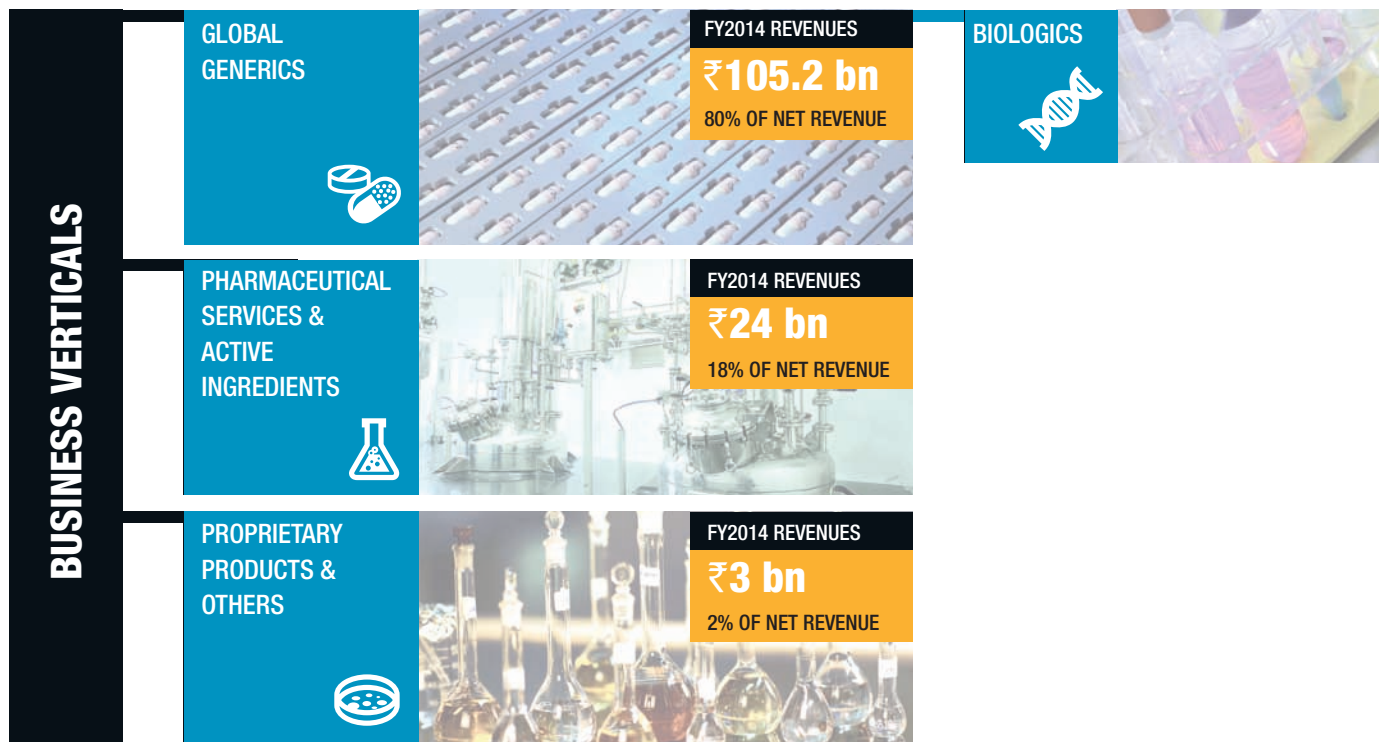 BUSINESS VERTICALS
GLOBAL
GENERICS
FY2014 REVENUES
₹105.2 bn
80% OF NET REVENUE
BIOLOGICS
PHARMACEUTICAL
SERVICES &
ACTIVE
INGREDIENTS
FY2014 REVENUES
₹24 bn
18% OF NET REVENUE
PROPRIETARY
PRODUCTS &
OTHERS
FY2014 REVENUES
₹3 bn
2% OF NET REVENUE